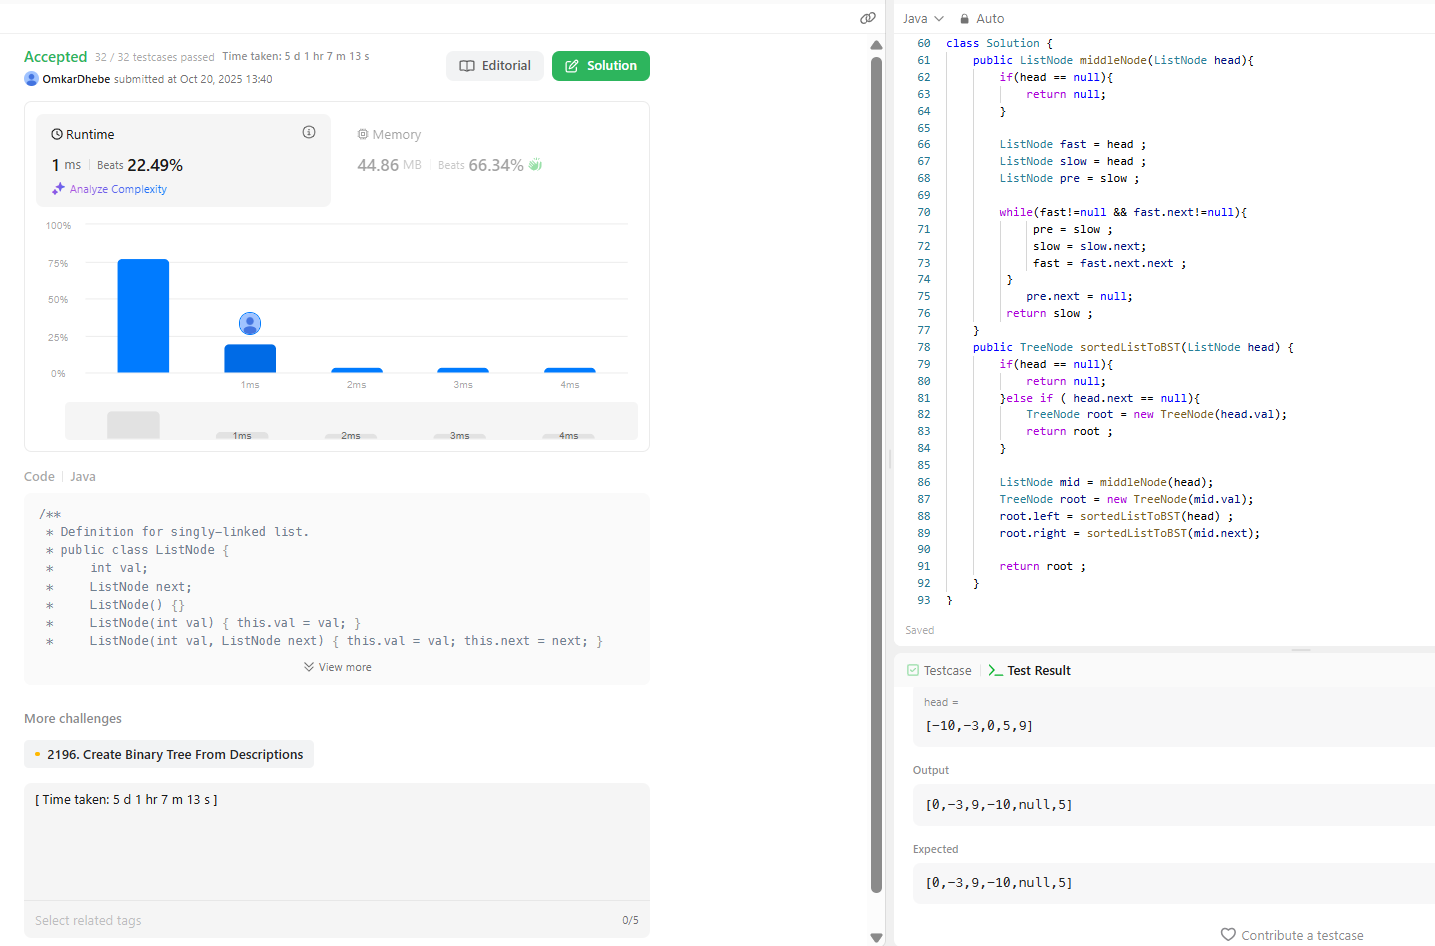 Java
Auto
Accepted 32 / 32 testcases passed Time taken: 5 d 1 hr 7 m 13 s
OmkarDhebe submitted at Oct 20, 2025 13:40
Editorial
Solution
Runtime
1 ms | Beats 22.49%
Analyze Complexity
Memory
44.86 MB | Beats 66.34%
100%
75%
50%
25%
0%
1ms
2ms
3ms
4ms
1ms
2ms
3ms
4ms
Code | Java
/**
* Definition for singly-linked list.
* public class ListNode {
*     int val;
*     ListNode next;
*     ListNode() {}
*     ListNode(int val) { this.val = val; }
*     ListNode(int val, ListNode next) { this.val = val; this.next = next; }
View more
More challenges
2196. Create Binary Tree From Descriptions
[ Time taken: 5 d 1 hr 7 m 13 s ]
Select related tags
0/5
60 class Solution {
61     public ListNode middleNode(ListNode head){
62         if(head == null){
63             return null;
64         }
65
66         ListNode fast = head ;
67         ListNode slow = head ;
68         ListNode pre = slow ;
69
70         while(fast!=null && fast.next!=null){
71              pre = slow ;
72              slow = slow.next;
73              fast = fast.next.next ;
74          }
75             pre.next = null;
76          return slow ;
77     }
78     public TreeNode sortedListToBST(ListNode head) {
79         if(head == null){
80             return null;
81         }else if ( head.next == null){
82             TreeNode root = new TreeNode(head.val);
83             return root ;
84         }
85
86         ListNode mid = middleNode(head);
87         TreeNode root = new TreeNode(mid.val);
88         root.left = sortedListToBST(head) ;
89         root.right = sortedListToBST(mid.next);
90
91         return root ;
92     }
93 }
Saved
Testcase | Test Result
head =
[-10,-3,0,5,9]
Output
[0,-3,9,-10,null,5]
Expected
[0,-3,9,-10,null,5]
Contribute a testcase